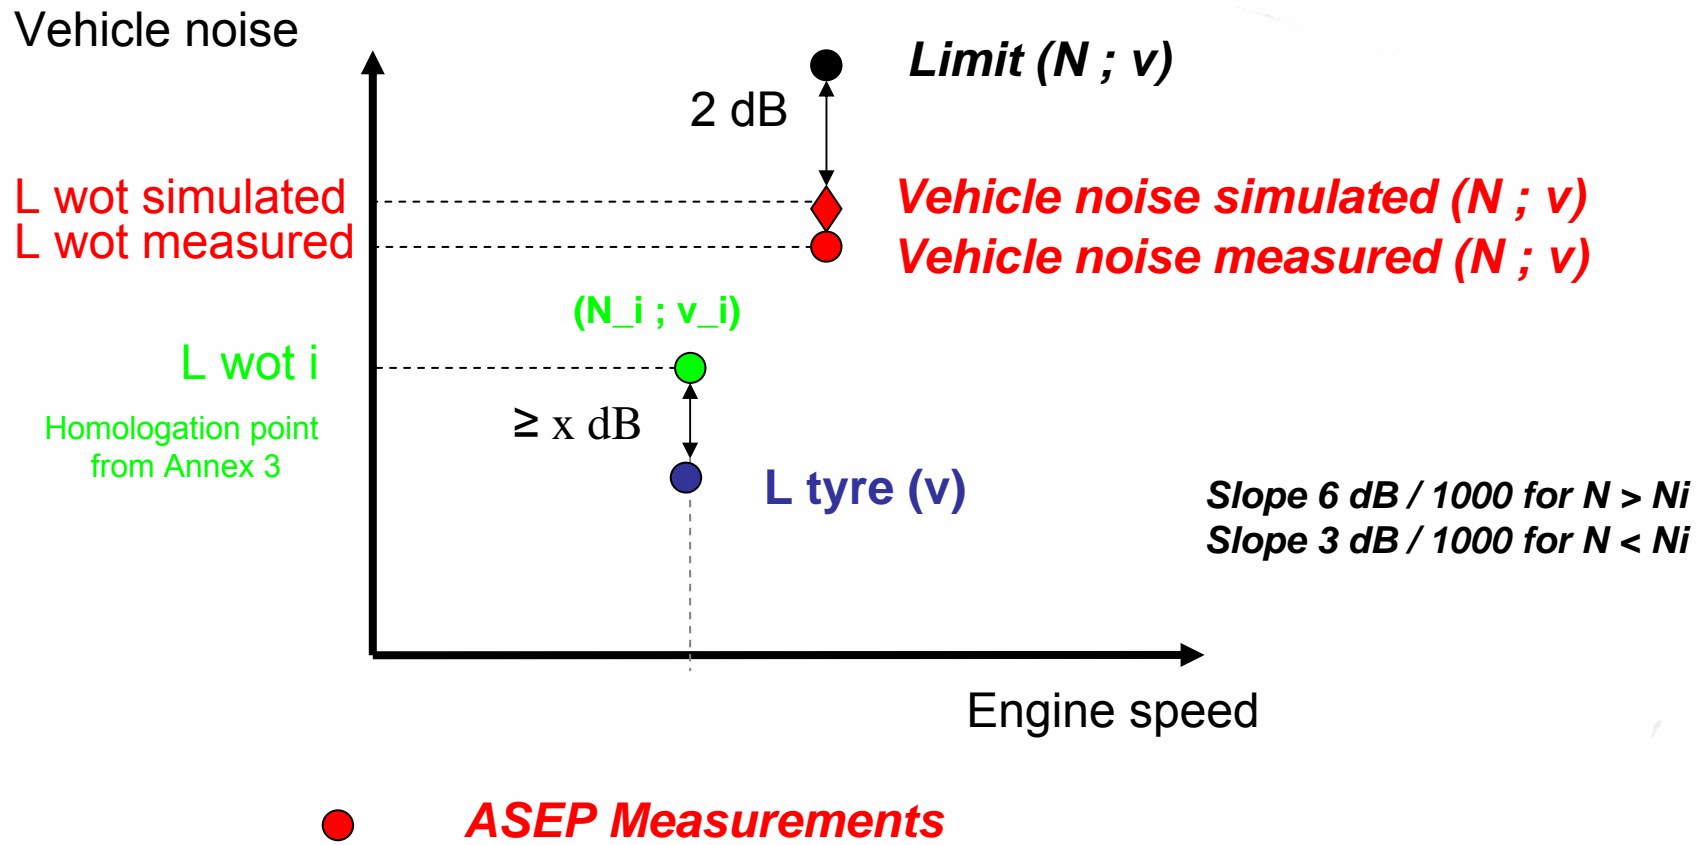 Vehicle noise
Limit (N ; v)
2 dB
L wot simulated
Vehicle noise simulated (N ; v)
L wot measured
Vehicle noise measured (N ; v)
(N_i ; v_i)
L wot i
Homologation point
from Annex 3
≥ x dB
L tyre (v)
Slope 6 dB / 1000 for N > Ni
Slope 3 dB / 1000 for N < Ni
Engine speed
ASEP Measurements